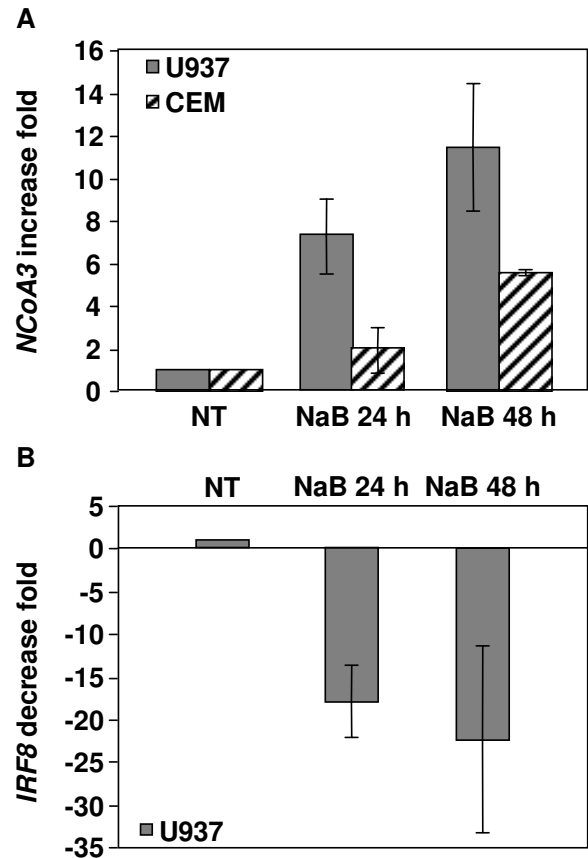 A
16
14
12
10
8
6
4
2
0
NCoA3 increase fold
U937
CEM
NT NaB 24 h NaB 48 h
B
NT NaB 24 h NaB 48 h
5
0
-5
-10
-15
-20
-25
-30
-35
IRF8 decrease fold
U937